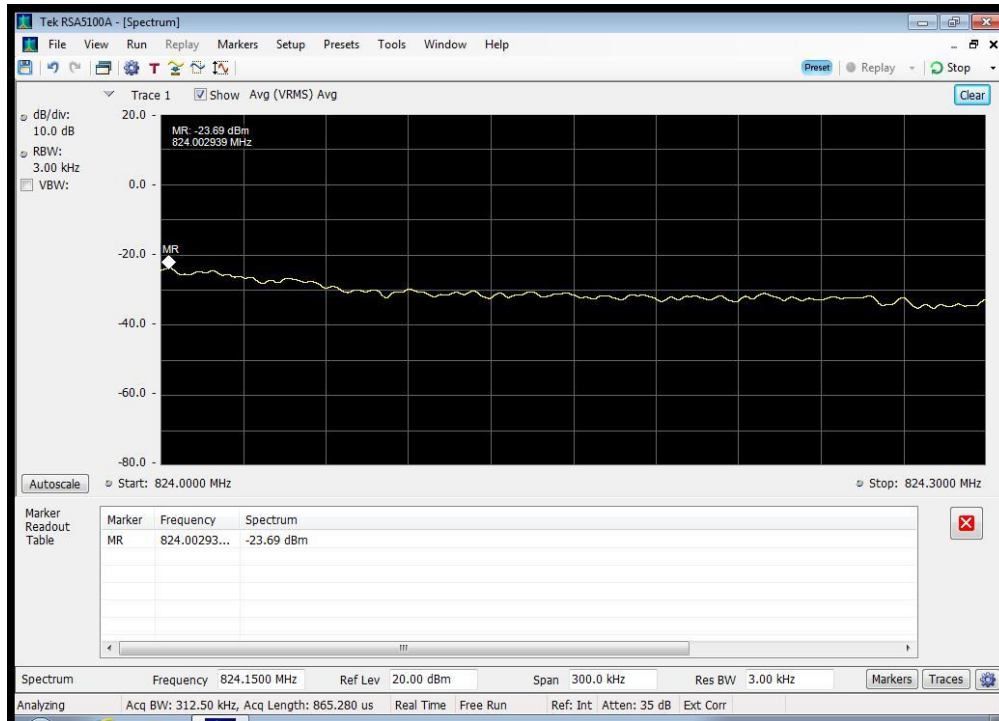 Tek RSA5100A - [Spectrum]
File View Run Replay Markers Setup Presets Tools Window Help
Preset Replay Stop
Trace 1 Show Avg (VRMS) Avg Clear
dB/div:
10.0 dB
RBW:
3.00 kHz
VBW:
20.0
MR: -23.69 dBm
824.002939 MHz
0.0
-20.0
MR
-40.0
-60.0
-80.0
Autoscale Start: 824.0000 MHz Stop: 824.3000 MHz
Marker
Readout
Table
Marker Frequency Spectrum
MR 824.00293... -23.69 dBm
Spectrum Frequency 824.1500 MHz Ref Lev 20.00 dBm Span 300.0 kHz Res BW 3.00 kHz Markers Traces
Analyzing Acq BW: 312.50 kHz, Acq Length: 865.280 us Real Time Free Run Ref: Int Atten: 35 dB Ext Corr